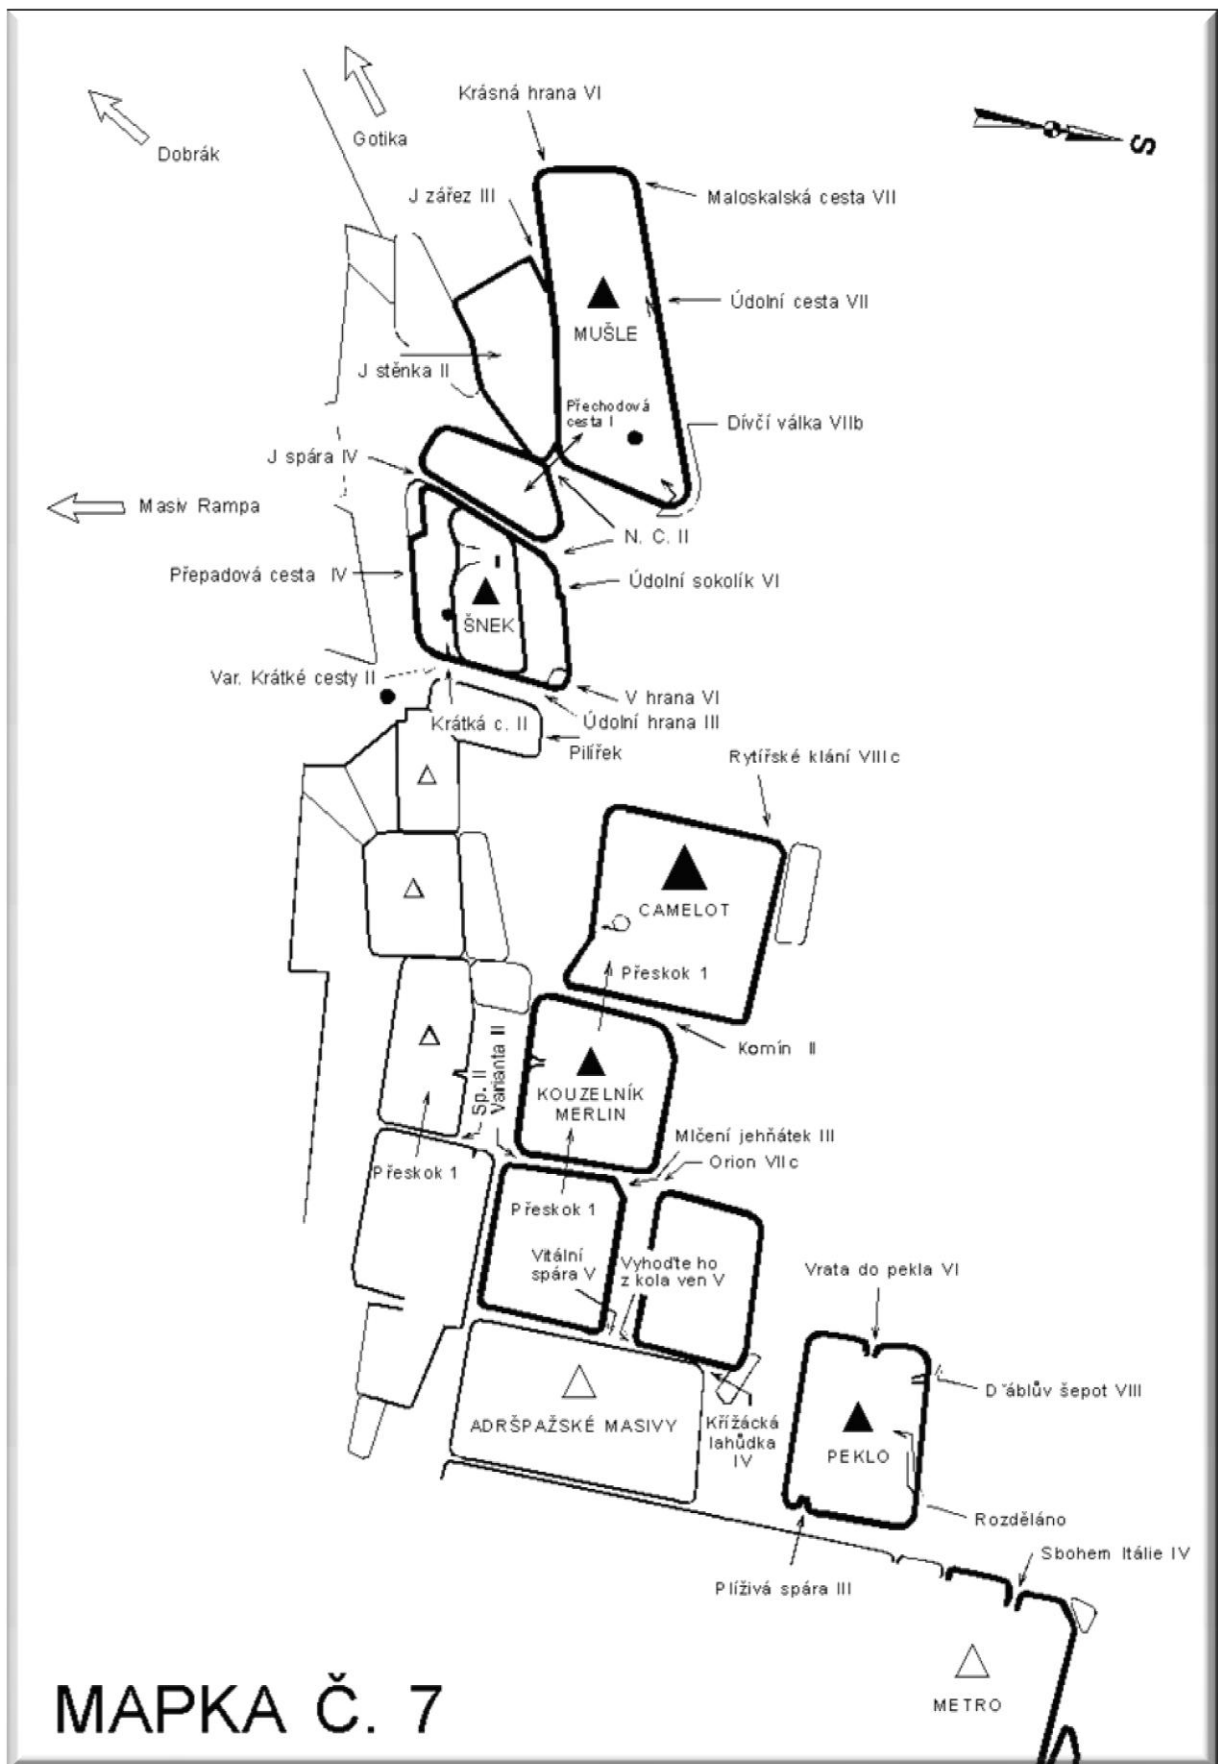 Krásná hrana VI
Gotika
Dobrák
S
J zářez III
Maloskalská cesta VII
Údolní cesta VII
MUŠLE
J stěnka II
Přechodová
cesta I
Dívčí válka VIIb
J spára IV
Masiv Rampa
N. C. II
Přepadová cesta IV
Údolní sokolík VI
ŠNEK
Var. Krátké cesty II
V hrana VI
Krátká c. II
Údolní hrana III
Pilířek
Rytířské klání VIIIc
CAMELOT
Přeskok 1
Komín II
Sp. II
Varianta II
KOUZELNÍK
MERLIN
Mlčení jehňátek III
Orion VIIc
Přeskok 1
Přeskok 1
Vitální
spára V
Vyhoďte ho
z kola ven V
Vrata do pekla VI
Ďáblův šepot VIII
ADRŠPAŽSKÉ MASIVY
Křížácká
lahůdka
IV
PEKLO
Rozděláno
Sbohem Itálie IV
Plíživá spára III
METRO
MAPKA Č. 7